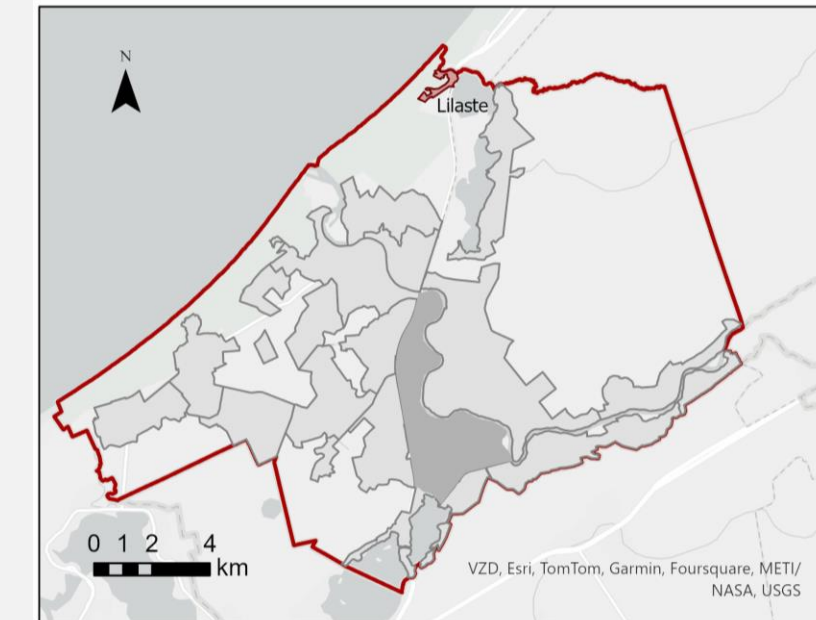 N
Lilaste
0 1 2 4
km
VZD, Esri, TomTom, Garmin, Foursquare, METI/
NASA, USGS